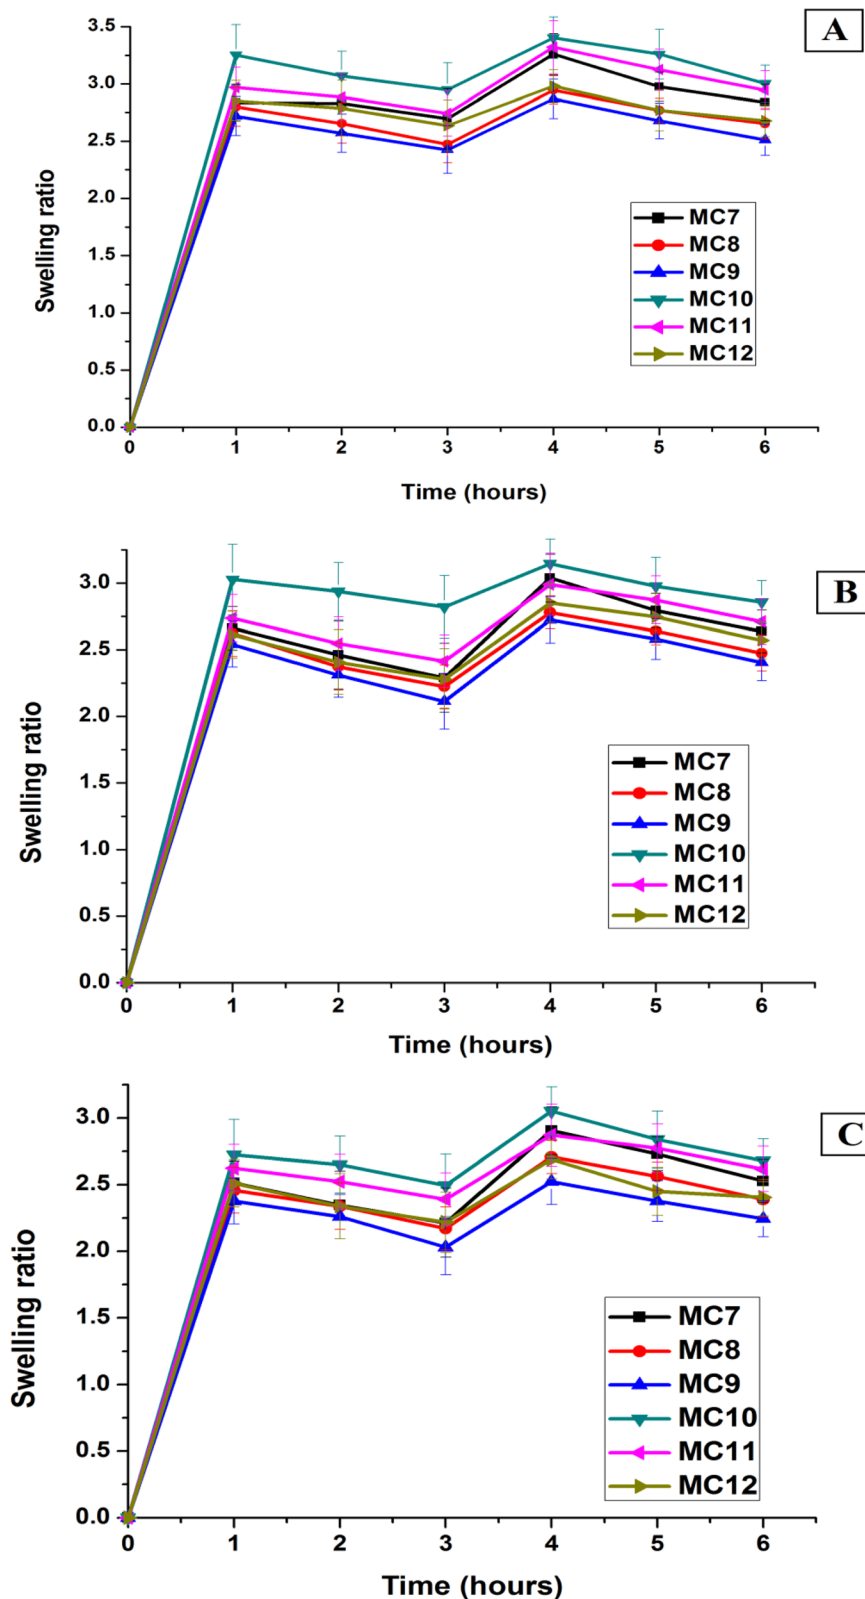 A
3.5
3.0
2.5
2.0
1.5
1.0
0.5
0.0
Swelling ratio
MC7
MC8
MC9
MC10
MC11
MC12
0 1 2 3 4 5 6
Time (hours)
B
3.0
2.5
2.0
1.5
1.0
0.5
0.0
Swelling ratio
MC7
MC8
MC9
MC10
MC11
MC12
0 1 2 3 4 5 6
Time (hours)
C
3.0
2.5
2.0
1.5
1.0
0.5
0.0
Swelling ratio
MC7
MC8
MC9
MC10
MC11
MC12
0 1 2 3 4 5 6
Time (hours)